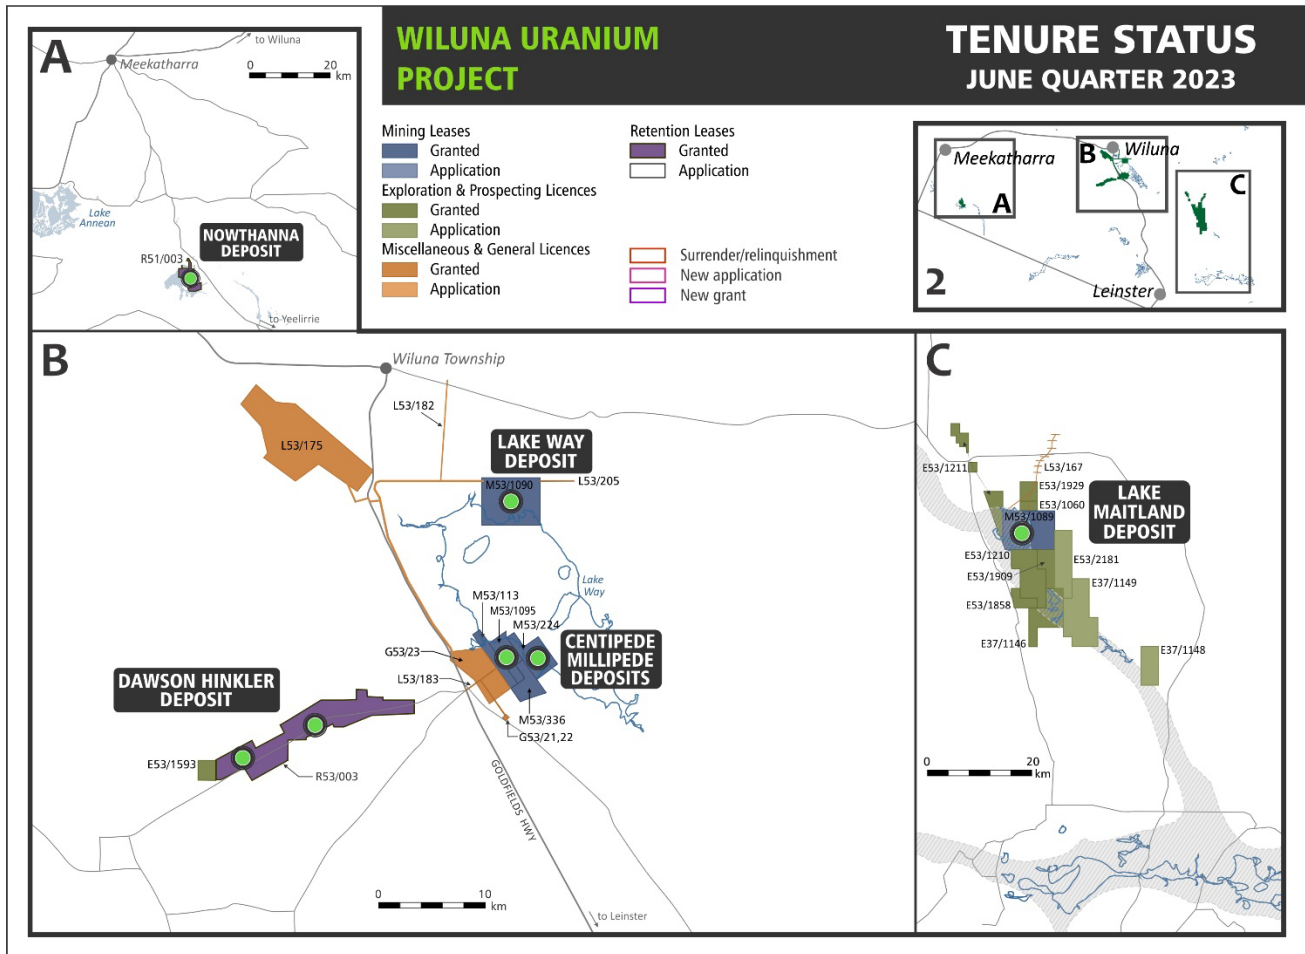 WILUNA URANIUM
PROJECT
TENURE STATUS
JUNE QUARTER 2023
A
to Wiluna
Meekatharra
0 20
km
Lake
Annean
NOWTHANNA
DEPOSIT
R51/003
to Yeelirrie
Mining Leases
Granted
Application
Exploration & Prospecting Licences
Granted
Application
Miscellaneous & General Licences
Granted
Application
Retention Leases
Granted
Application
Surrender/relinquishment
New application
New grant
Meekatharra
B
Wiluna
C
A
2
Leinster
B
Wiluna Township
L53/182
L53/175
LAKE WAY
DEPOSIT
M53/1090
L53/205
Lake
Way
M53/113
M53/1095
M53/224
G53/23
CENTIPEDE
MILLIPEDE
DEPOSITS
L53/183
M53/336
G53/21,22
DAWSON HINKLER
DEPOSIT
E53/1593
R53/003
GOLDFIELDS HWY
0 10
km
to Leinster
C
E53/1211
L53/167
E53/1929
E53/1060
M53/1089
LAKE
MAITLAND
DEPOSIT
E53/1210
E53/2181
E53/1909
E37/1149
E53/1858
E37/1146
E37/1148
0 20
km